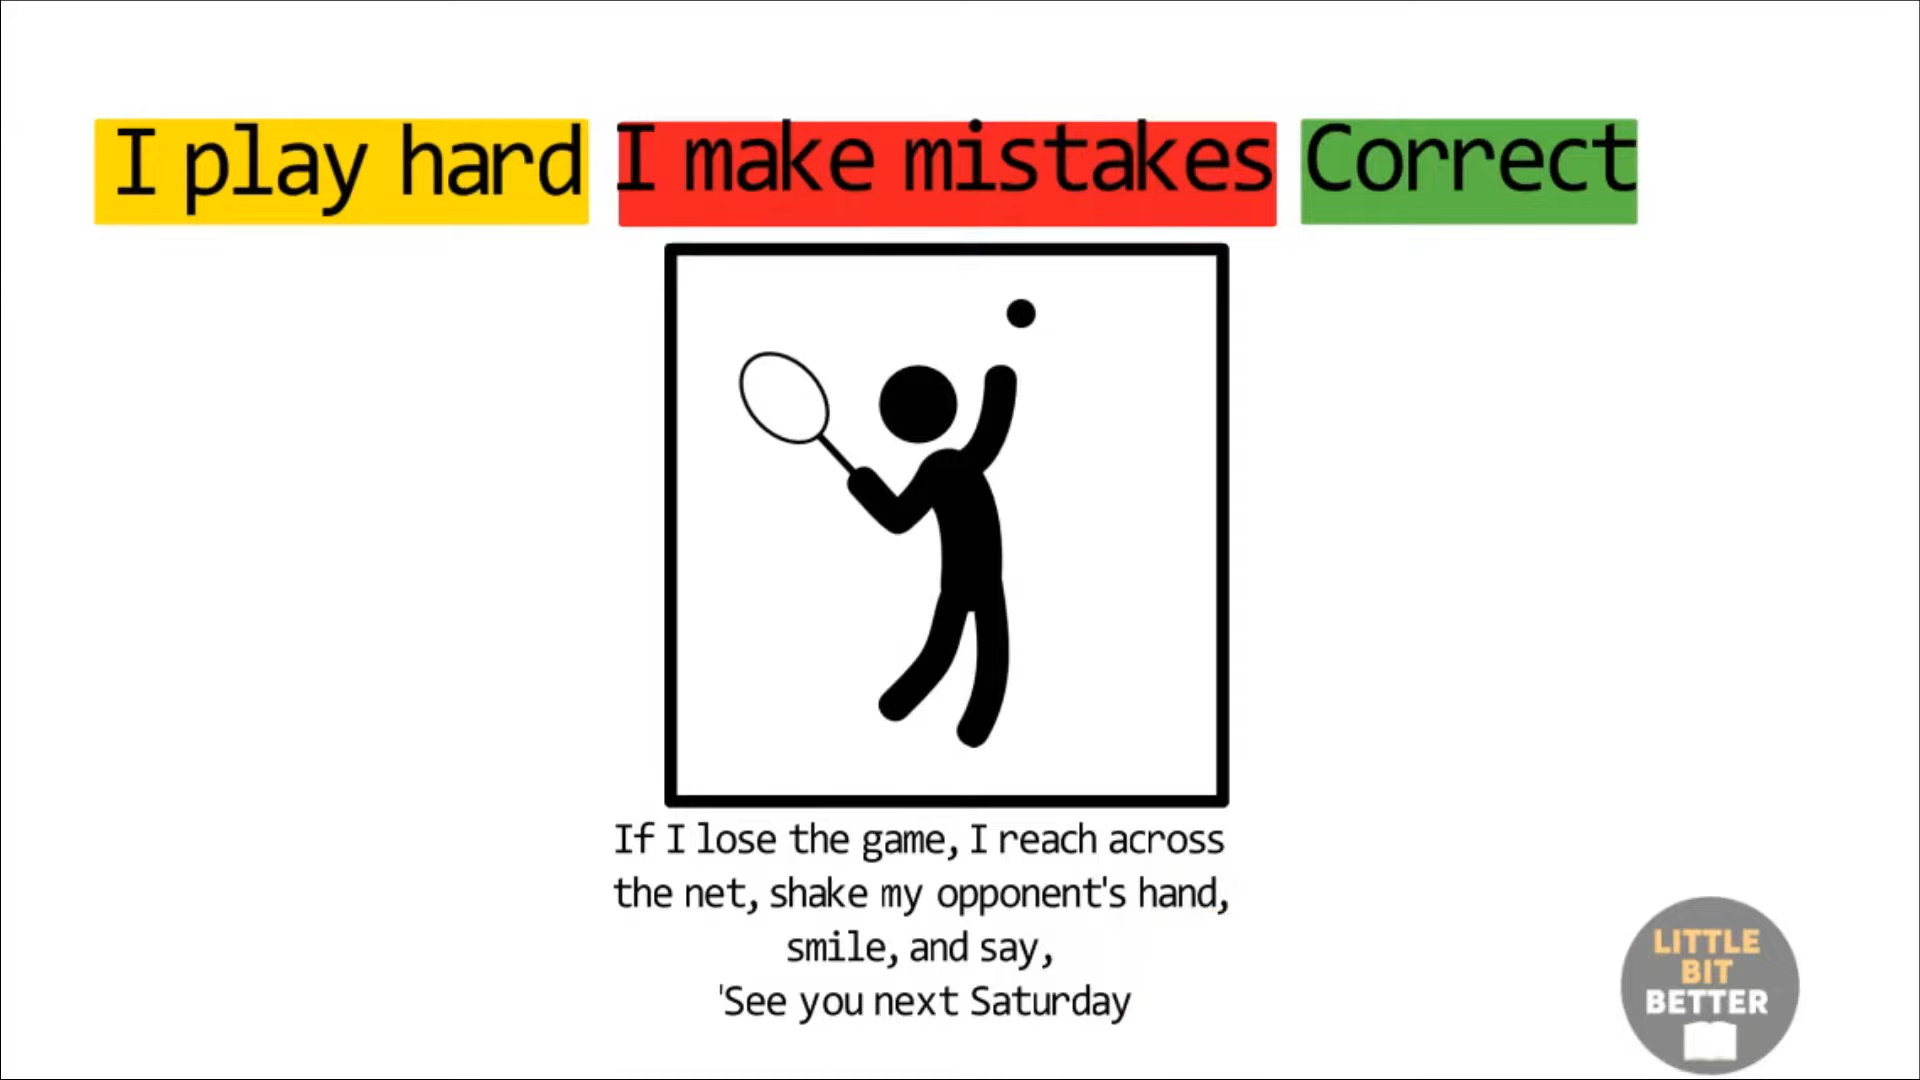 I play hard I make mistakes Correct
If I lose the game, I reach across
the net, shake my opponent's hand,
smile, and say,
'See you next Saturday
LITTLE
BIT
BETTER